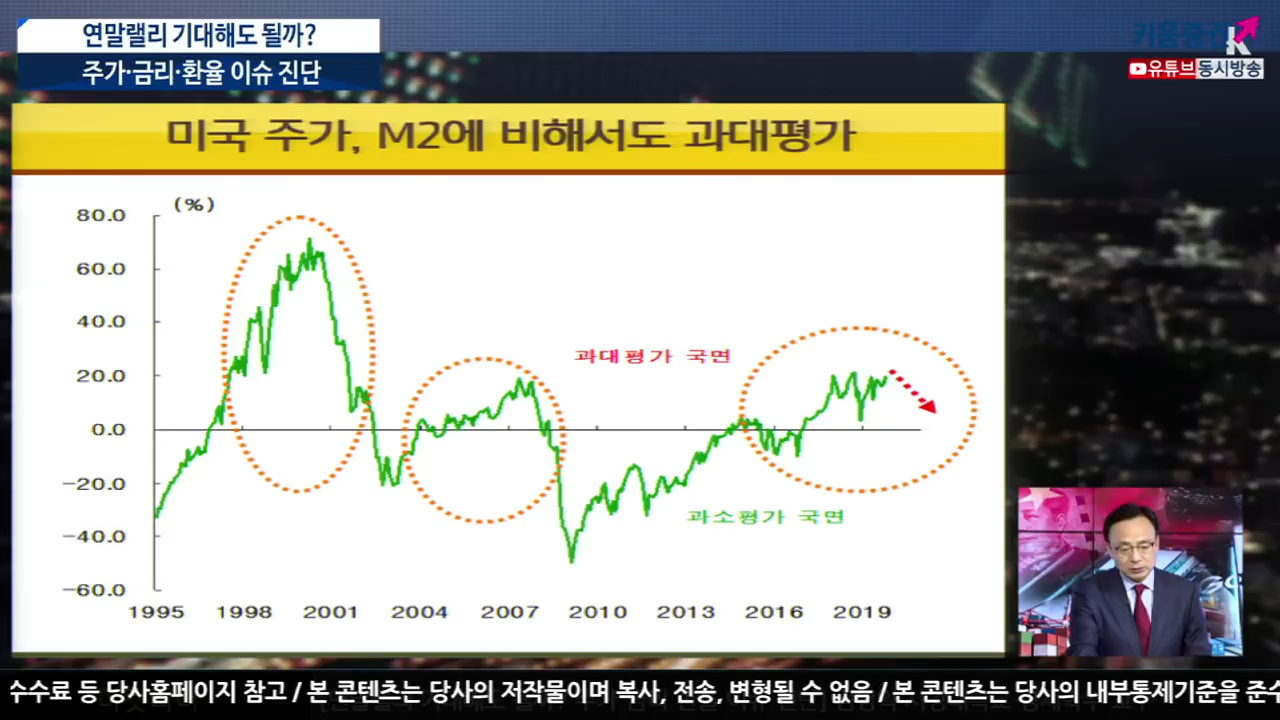 연말랠리 기대해도 될까?
주가·금리·환율 이슈 진단
키움증권
유튜브 동시방송
미국 주가, M2에 비해서도 과대평가
(%)
80.0
60.0
40.0
20.0
0.0
-20.0
-40.0
-60.0
과대평가 국면
과소평가 국면
1995 1998 2001 2004 2007 2010 2013 2016 2019
수수료 등 당사홈페이지 참고 / 본 콘텐츠는 당사의 저작물이며 복사, 전송, 변형될 수 없음 / 본 콘텐츠는 당사의 내부통제기준을 준수